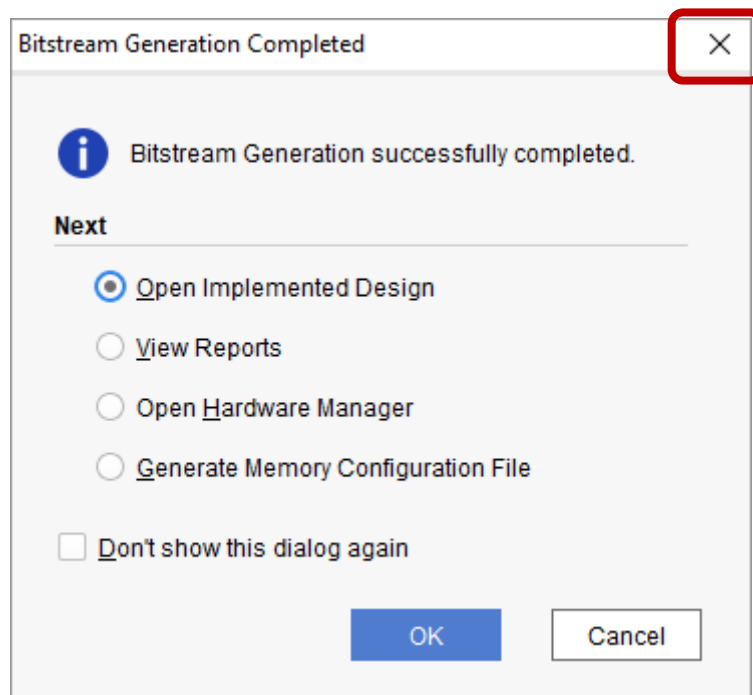 Bitstream Generation Completed
Bitstream Generation successfully completed.
Next
Open Implemented Design
View Reports
Open Hardware Manager
Generate Memory Configuration File
Don't show this dialog again
OK Cancel